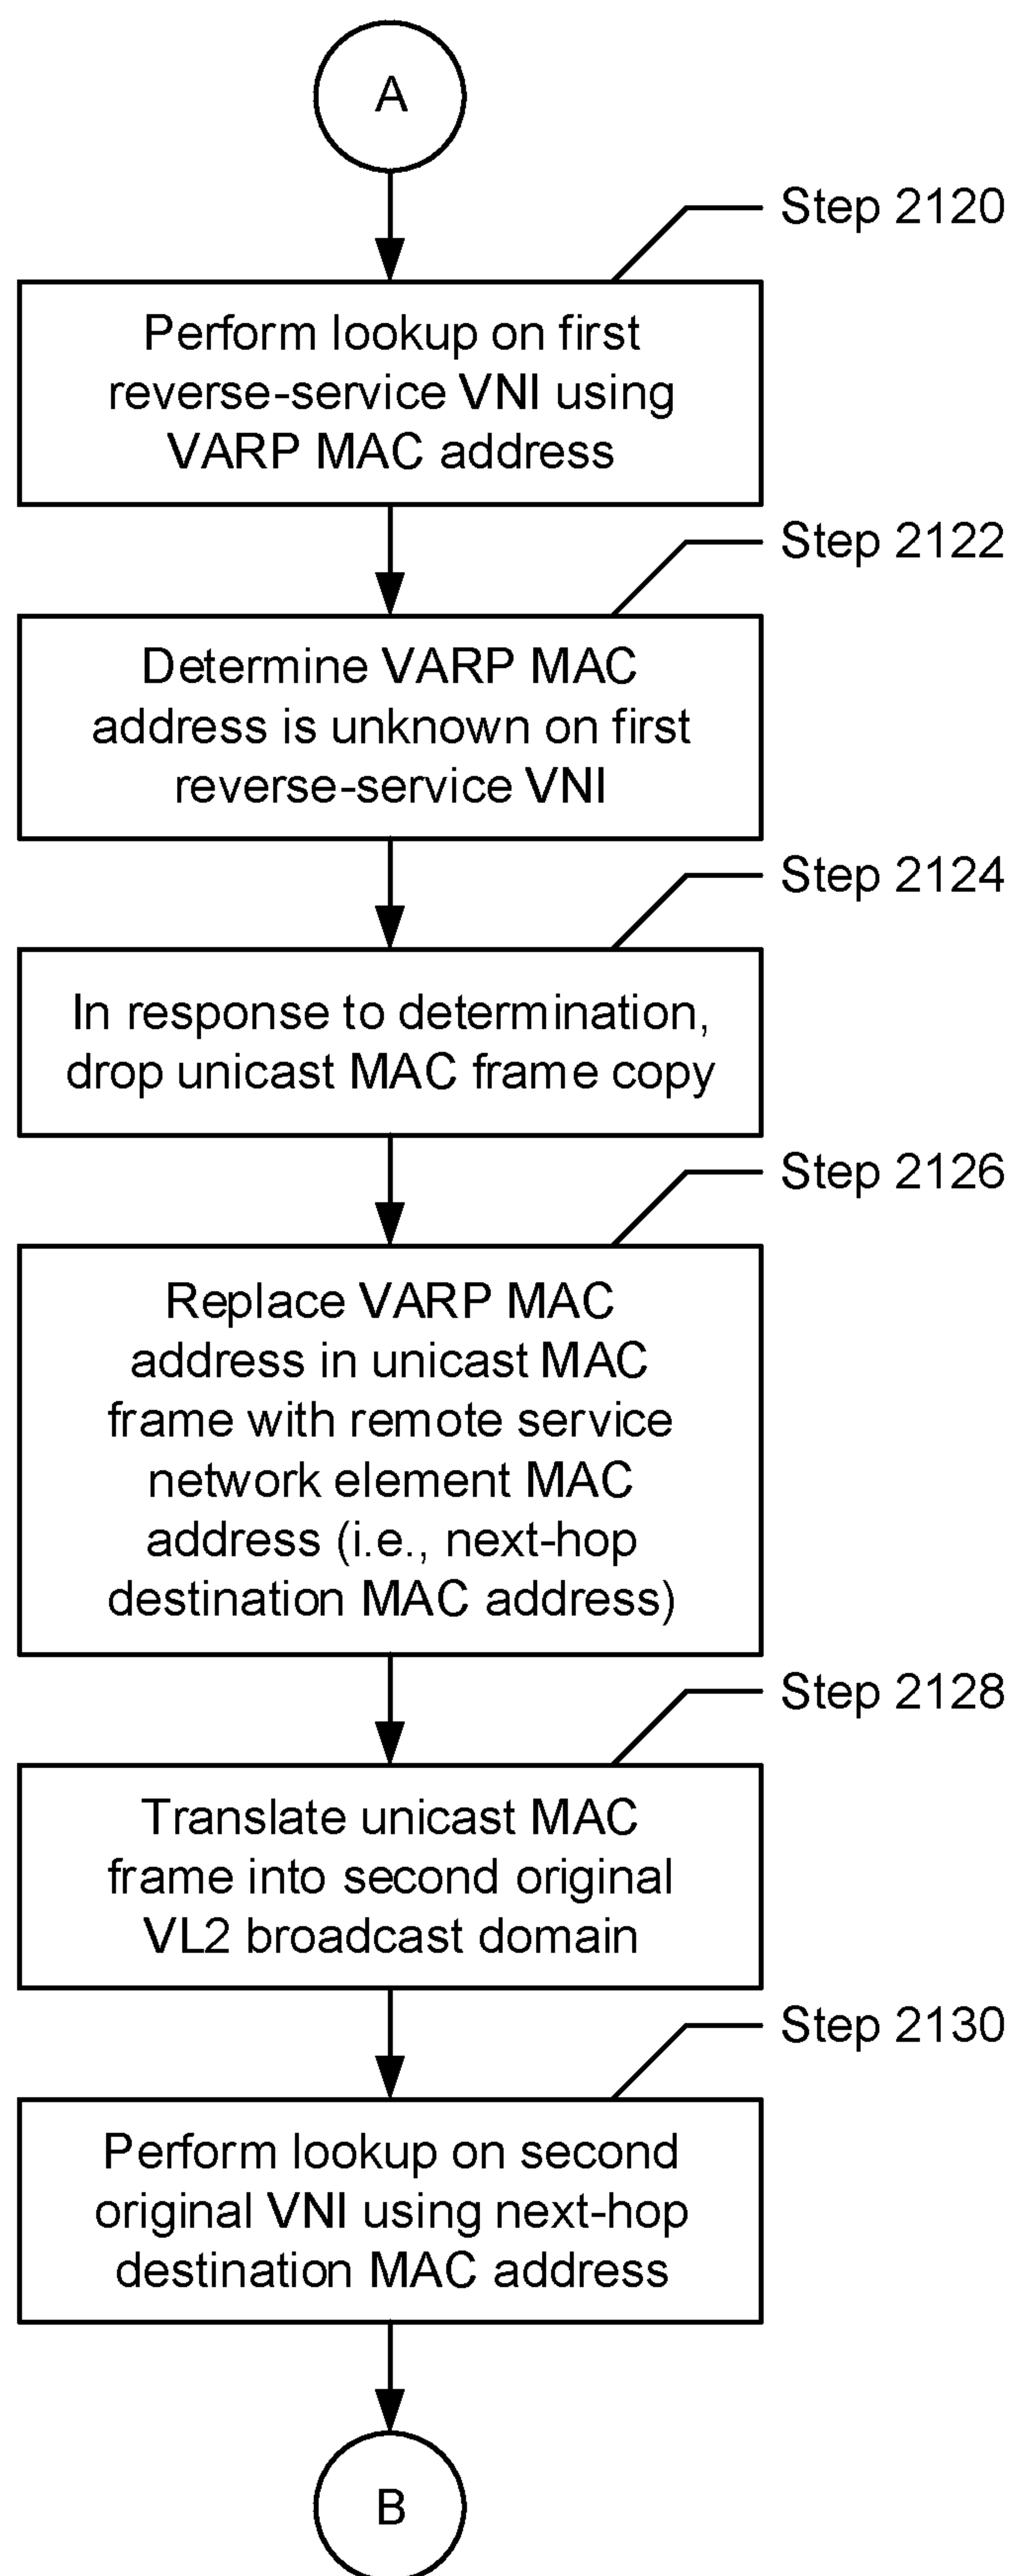 A
Step 2120
Perform lookup on first
reverse-service VNI using
VARP MAC address
Step 2122
Determine VARP MAC
address is unknown on first
reverse-service VNI
Step 2124
In response to determination,
drop unicast MAC frame copy
Step 2126
Replace VARP MAC
address in unicast MAC
frame with remote service
network element MAC
address (i.e., next-hop
destination MAC address)
Step 2128
Translate unicast MAC
frame into second original
VL2 broadcast domain
Step 2130
Perform lookup on second
original VNI using next-hop
destination MAC address
B